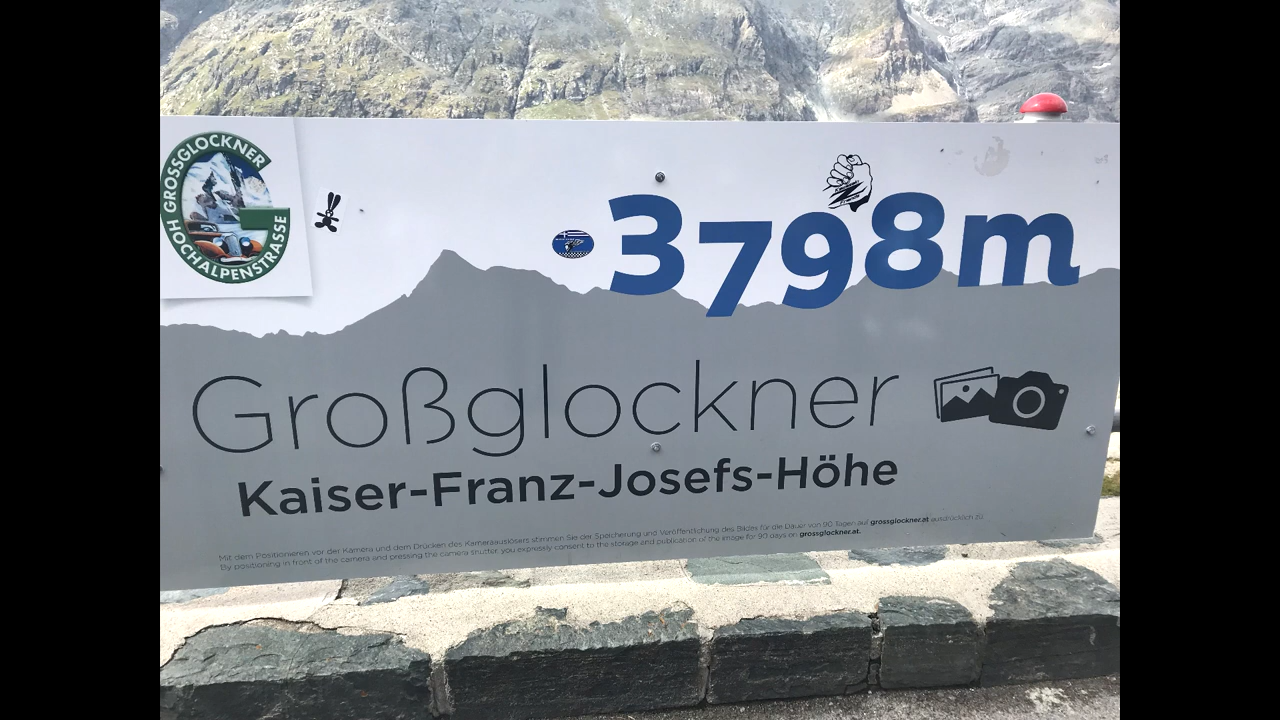 GROSSGLOCKNER
HOCHALPENSTRASSE
3798m
Großglockner
Kaiser-Franz-Josefs-Höhe
Mit dem Positionieren vor der Kamera und dem Drücken des Kameraauslösers stimmen Sie der Speicherung und Veröffentlichung des Bildes für die Dauer von 90 Tagen auf grossglockner.at ausdrücklich zu.
By positioning in front of the camera and pressing the camera shutter, you expressly consent to the storage and publication of the image for 90 days on grossglockner.at.